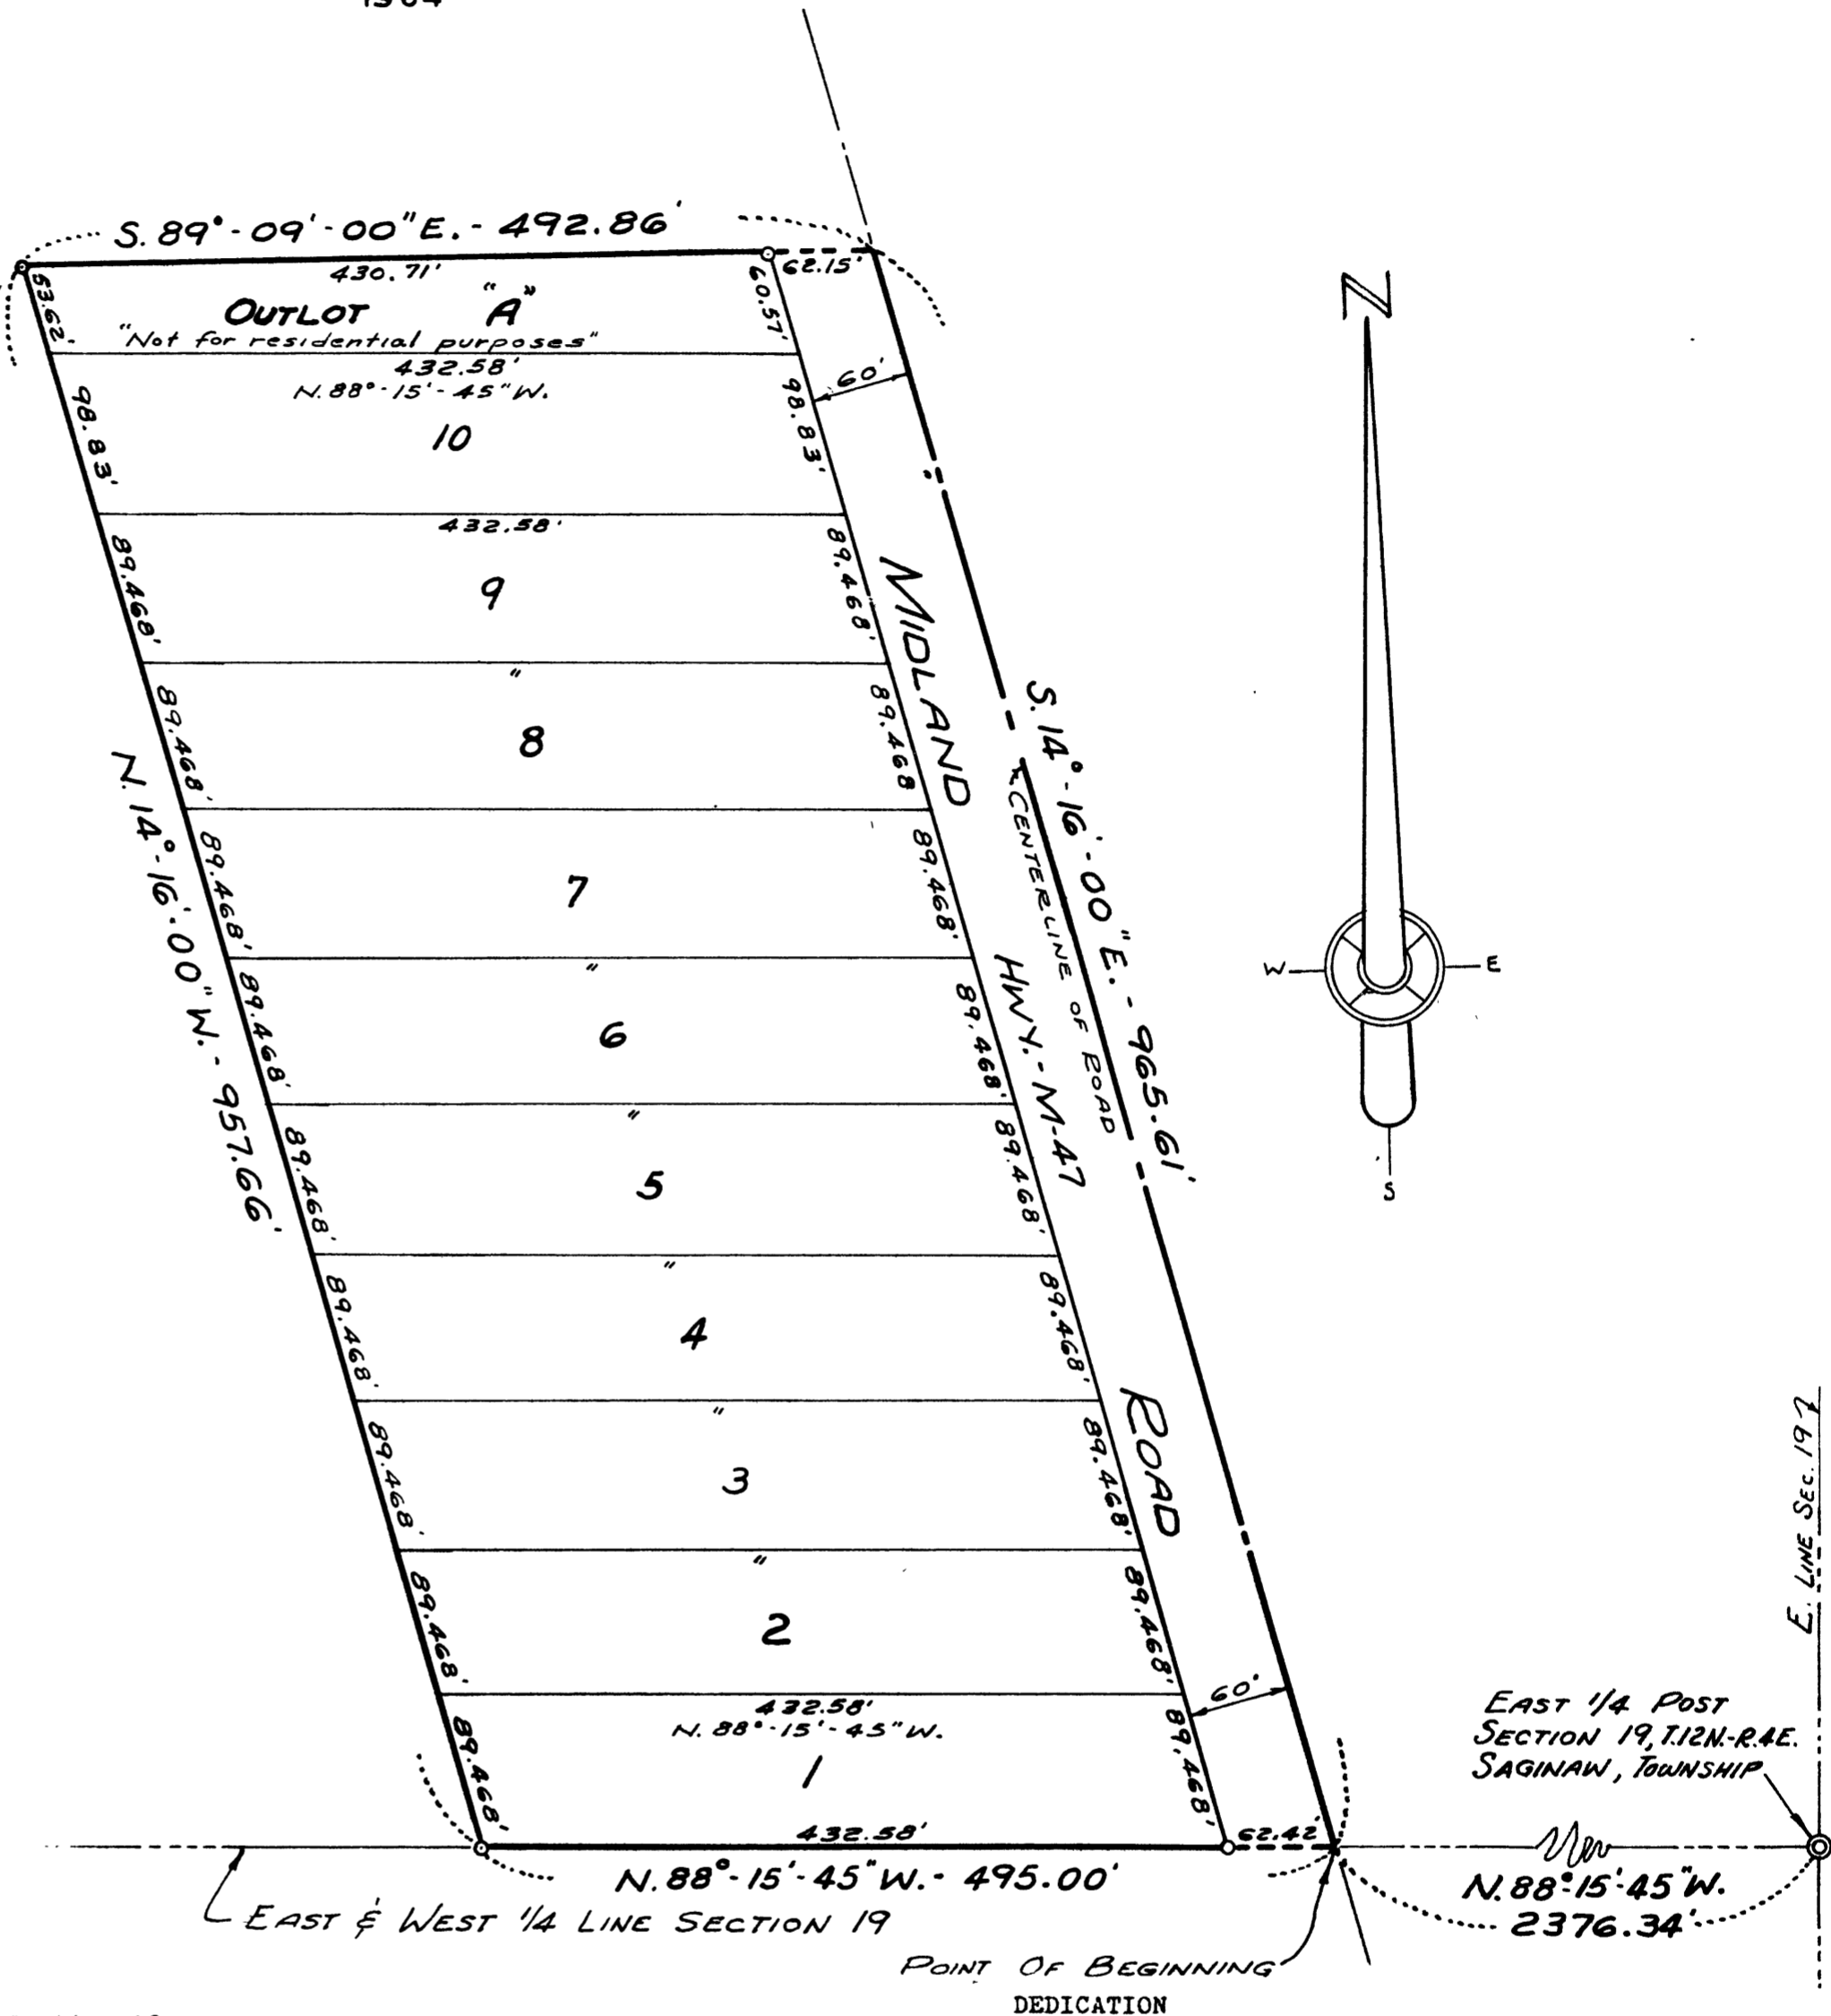 S. 89°-09'-00"E. - 492.86'
430.71'
62.15'
53.62'
60.57'
OUTLOT "A"
"Not for residential purposes"
432.58'
N. 88°-15'-45"W.
98.83'
10
98.83'
60'
432.58'
89.468'
9
89.468'
"
89.468'
8
89.468
89.468'
7
89.468'
"
89.468'
6
89.468'
"
89.468'
5
89.468'
"
89.468'
4
89.468'
"
89.468'
3
89.468'
"
89.468'
2
89.468'
432.58'
N. 88°-15'-45"W.
89.468'
1
89.468'
60'
432.58'
62.42'
N. 14°-16'-00"W. - 957.66'
MIDLAND
HWY. - M-47
ROAD
CENTERLINE OF ROAD
S. 14°-16'-00"E. - 965.61'
N
W
E
S
E. LINE SEC. 19
EAST 1/4 POST
SECTION 19, T.12N.-R.4E.
SAGINAW, TOWNSHIP
N. 88°-15'-45"W. - 495.00'
N. 88°-15'-45"W.
2376.34'
EAST & WEST 1/4 LINE SECTION 19
POINT OF BEGINNING
DEDICATION